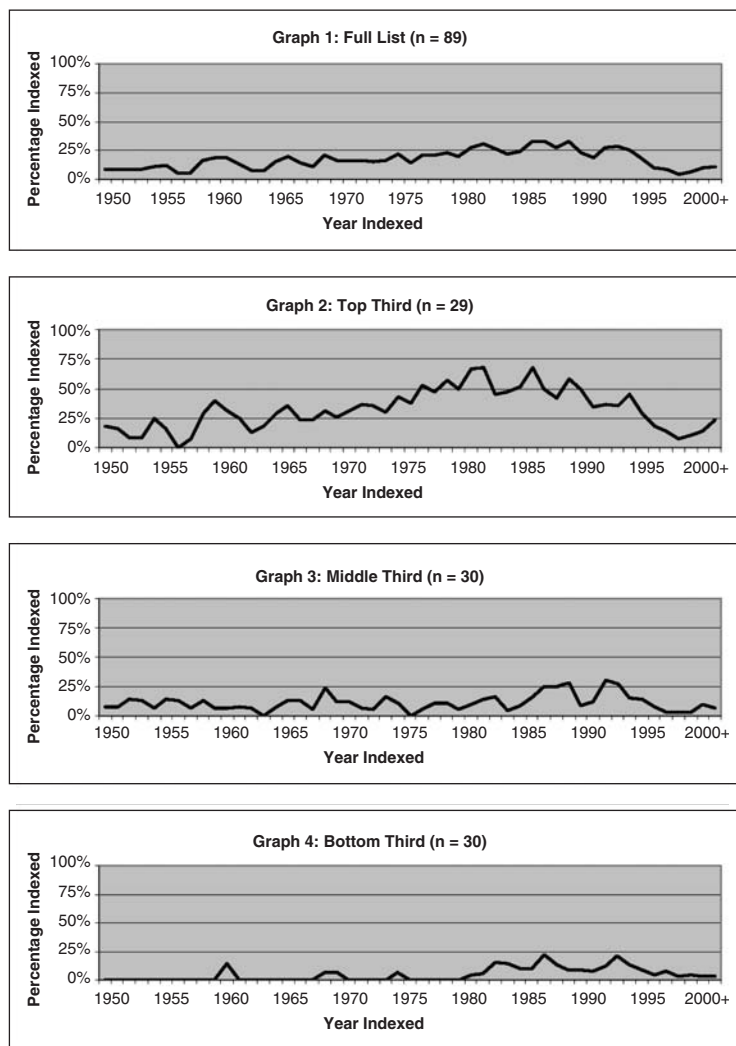 Graph 1: Full List (n = 89)
Percentage Indexed
100%
75%
50%
25%
0%
1950 1955 1960 1965 1970 1975 1980 1985 1990 1995 2000+
Year Indexed
Graph 2: Top Third (n = 29)
Percentage Indexed
100%
75%
50%
25%
0%
1950 1955 1960 1965 1970 1975 1980 1985 1990 1995 2000+
Year Indexed
Graph 3: Middle Third (n = 30)
Percentage Indexed
100%
75%
50%
25%
0%
1950 1955 1960 1965 1970 1975 1980 1985 1990 1995 2000+
Year Indexed
Graph 4: Bottom Third (n = 30)
Percentage Indexed
100%
75%
50%
25%
0%
1950 1955 1960 1965 1970 1975 1980 1985 1990 1995 2000+
Year Indexed